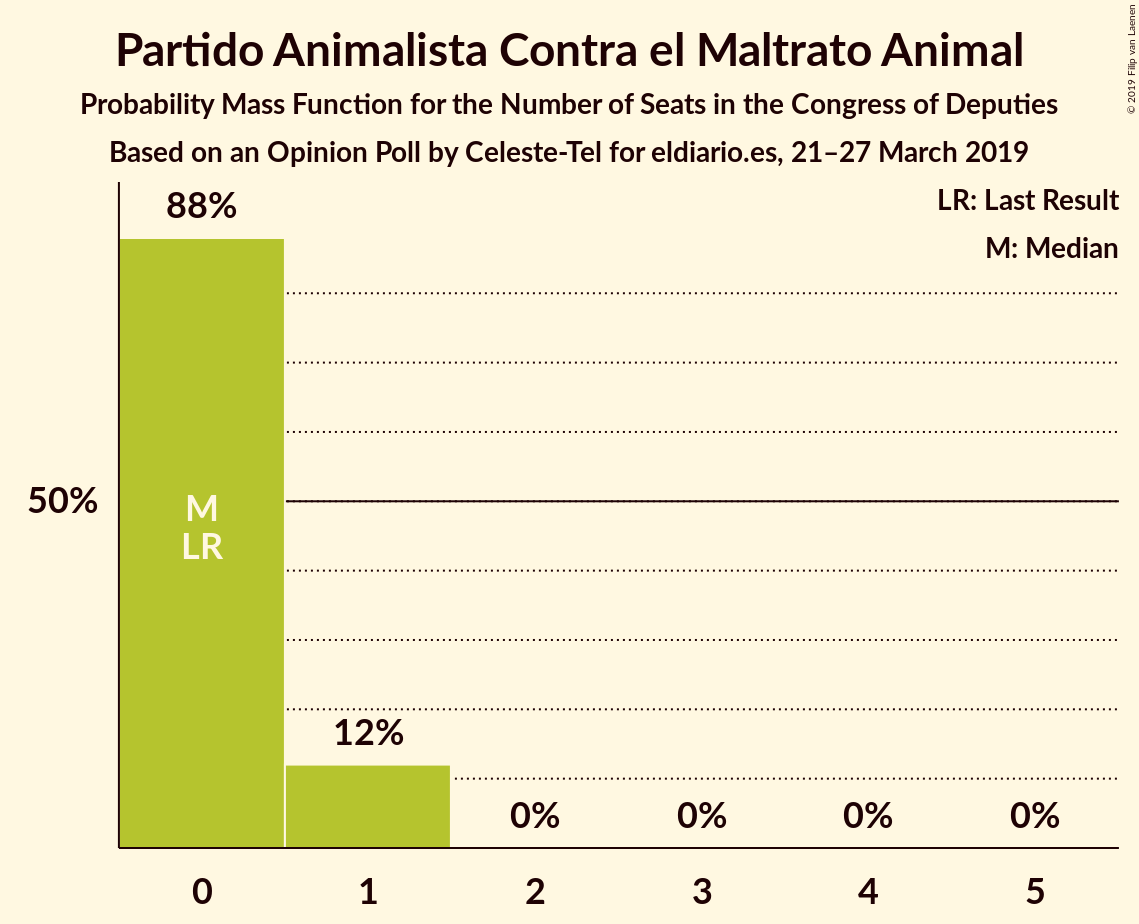 Partido Animalista Contra el Maltrato Animal
Probability Mass Function for the Number of Seats in the Congress of Deputies
Based on an Opinion Poll by Celeste-Tel for eldiario.es, 21–27 March 2019
© 2019 Filip van Laenen
LR: Last Result
M: Median
88%
50%
M
LR
12%
0% 0% 0% 0%
0 1 2 3 4 5